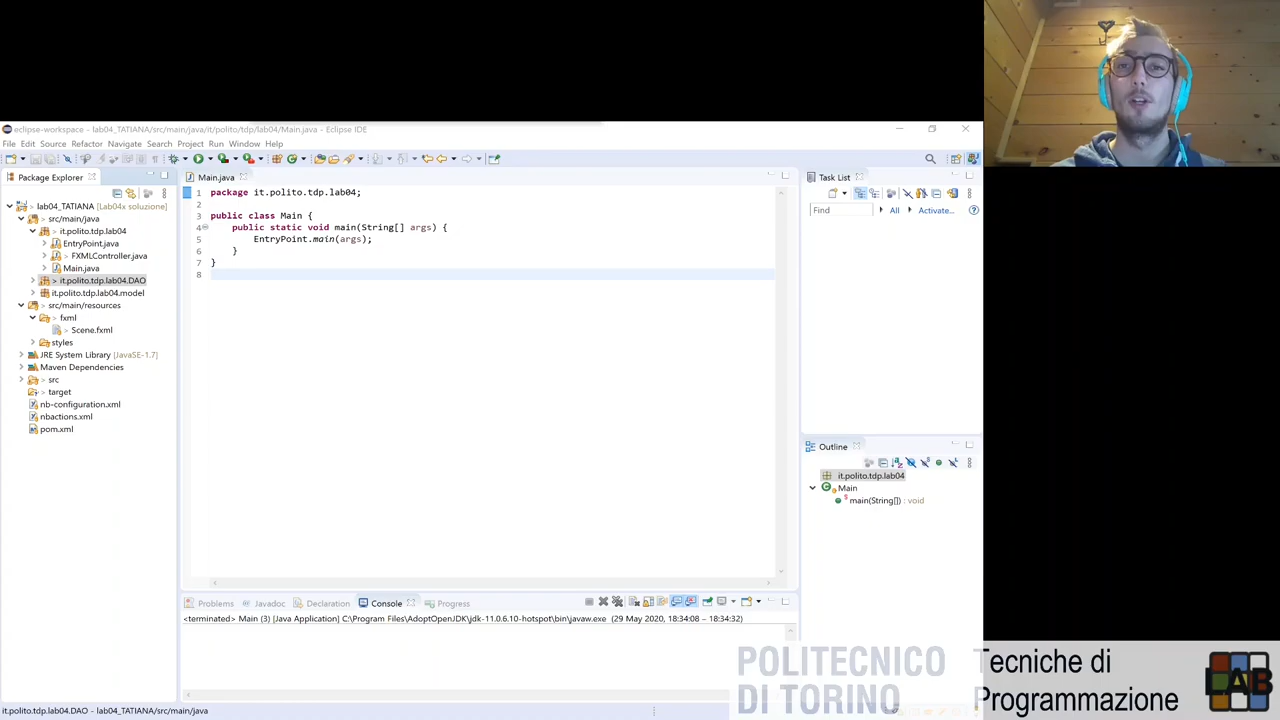 eclipse-workspace - lab04_TATIANA/src/main/java/it/polito/tdp/lab04/Main.java - Eclipse IDE
File Edit Source Refactor Navigate Search Project Run Window Help
Package Explorer
lab04_TATIANA [Lab04x soluzione]
src/main/java
it.polito.tdp.lab04
EntryPoint.java
> FXMLController.java
Main.java
> it.polito.tdp.lab04.DAO
it.polito.tdp.lab04.model
> src/main/resources
> fxml
> Scene.fxml
styles
JRE System Library [JavaSE-1.7]
Maven Dependencies
> src
> target
nb-configuration.xml
nbactions.xml
pom.xml
Main.java
1 package it.polito.tdp.lab04;
2
3 public class Main {
4 public static void main(String[] args) {
5 EntryPoint.main(args);
6 }
7 }
8
Task List
Find All Activate...
Outline
it.polito.tdp.lab04
Main
main(String[]) : void
Problems Javadoc Declaration Console Progress
<terminated> Main (3) [Java Application] C:\Program Files\AdoptOpenJDK\jdk-11.0.6.10-hotspot\bin\javaw.exe (29 May 2020, 18:34:08 – 18:34:32)
it.polito.tdp.lab04.DAO - lab04_TATIANA/src/main/java
POLITECNICO
DI TORINO
Tecniche di
Programmazione
LAB